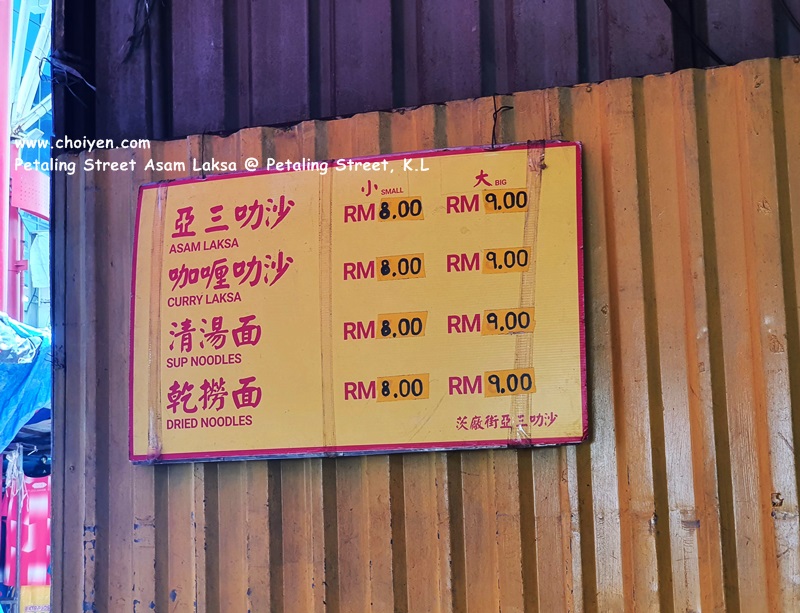 www.choiyen.com
Petaling Street Asam Laksa @ Petaling Street, K.L
小 SMALL 大 BIG
亞三叻沙 RM 8.00 RM 9.00
ASAM LAKSA
咖喱叻沙 RM 8.00 RM 9.00
CURRY LAKSA
清湯面 RM 8.00 RM 9.00
SUP NOODLES
乾撈面 RM 8.00 RM 9.00
DRIED NOODLES
茨廠街亞三叻沙